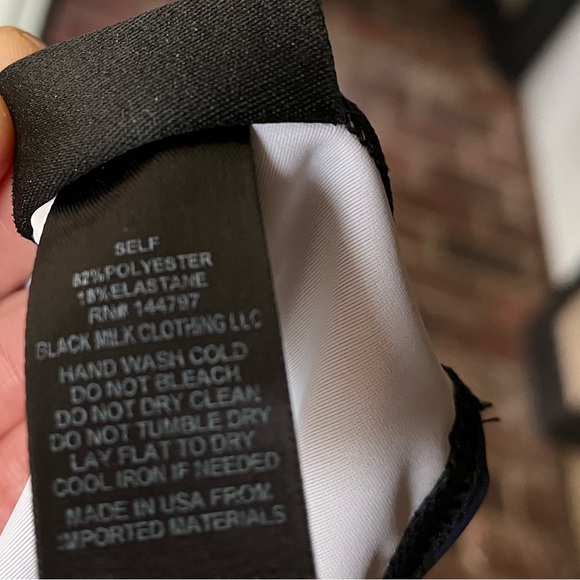 SELF
82%POLYESTER
18%ELASTANE
RN# 144797
BLACK MILK CLOTHING LLC
HAND WASH COLD
DO NOT BLEACH
DO NOT DRY CLEAN
DO NOT TUMBLE DRY
LAY FLAT TO DRY
COOL IRON IF NEEDED
MADE IN USA FROM
IMPORTED MATERIALS